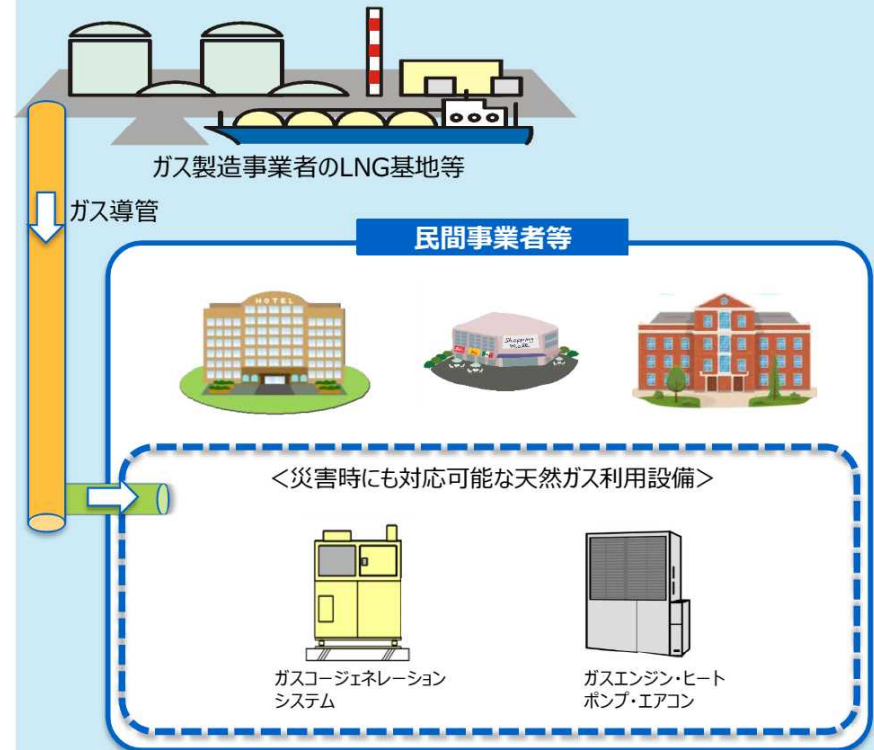 ガス製造事業者のLNG基地等
ガス導管
民間事業者等
HOTEL
Shopping
MALL
＜災害時にも対応可能な天然ガス利用設備＞
ガスコージェネレーション
システム
ガスエンジン・ヒート
ポンプ・エアコン